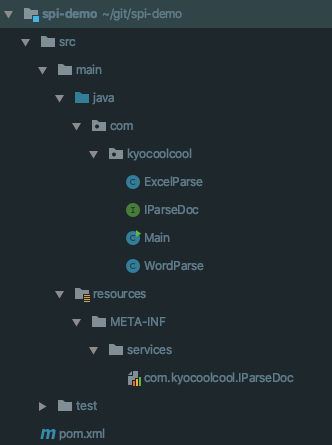 spi-demo ~/git/spi-demo
src
main
java
com
kyocoolcool
C ExcelParse
I IParseDoc
C Main
C WordParse
resources
META-INF
services
com.kyocoolcool.IParseDoc
test
pom.xml